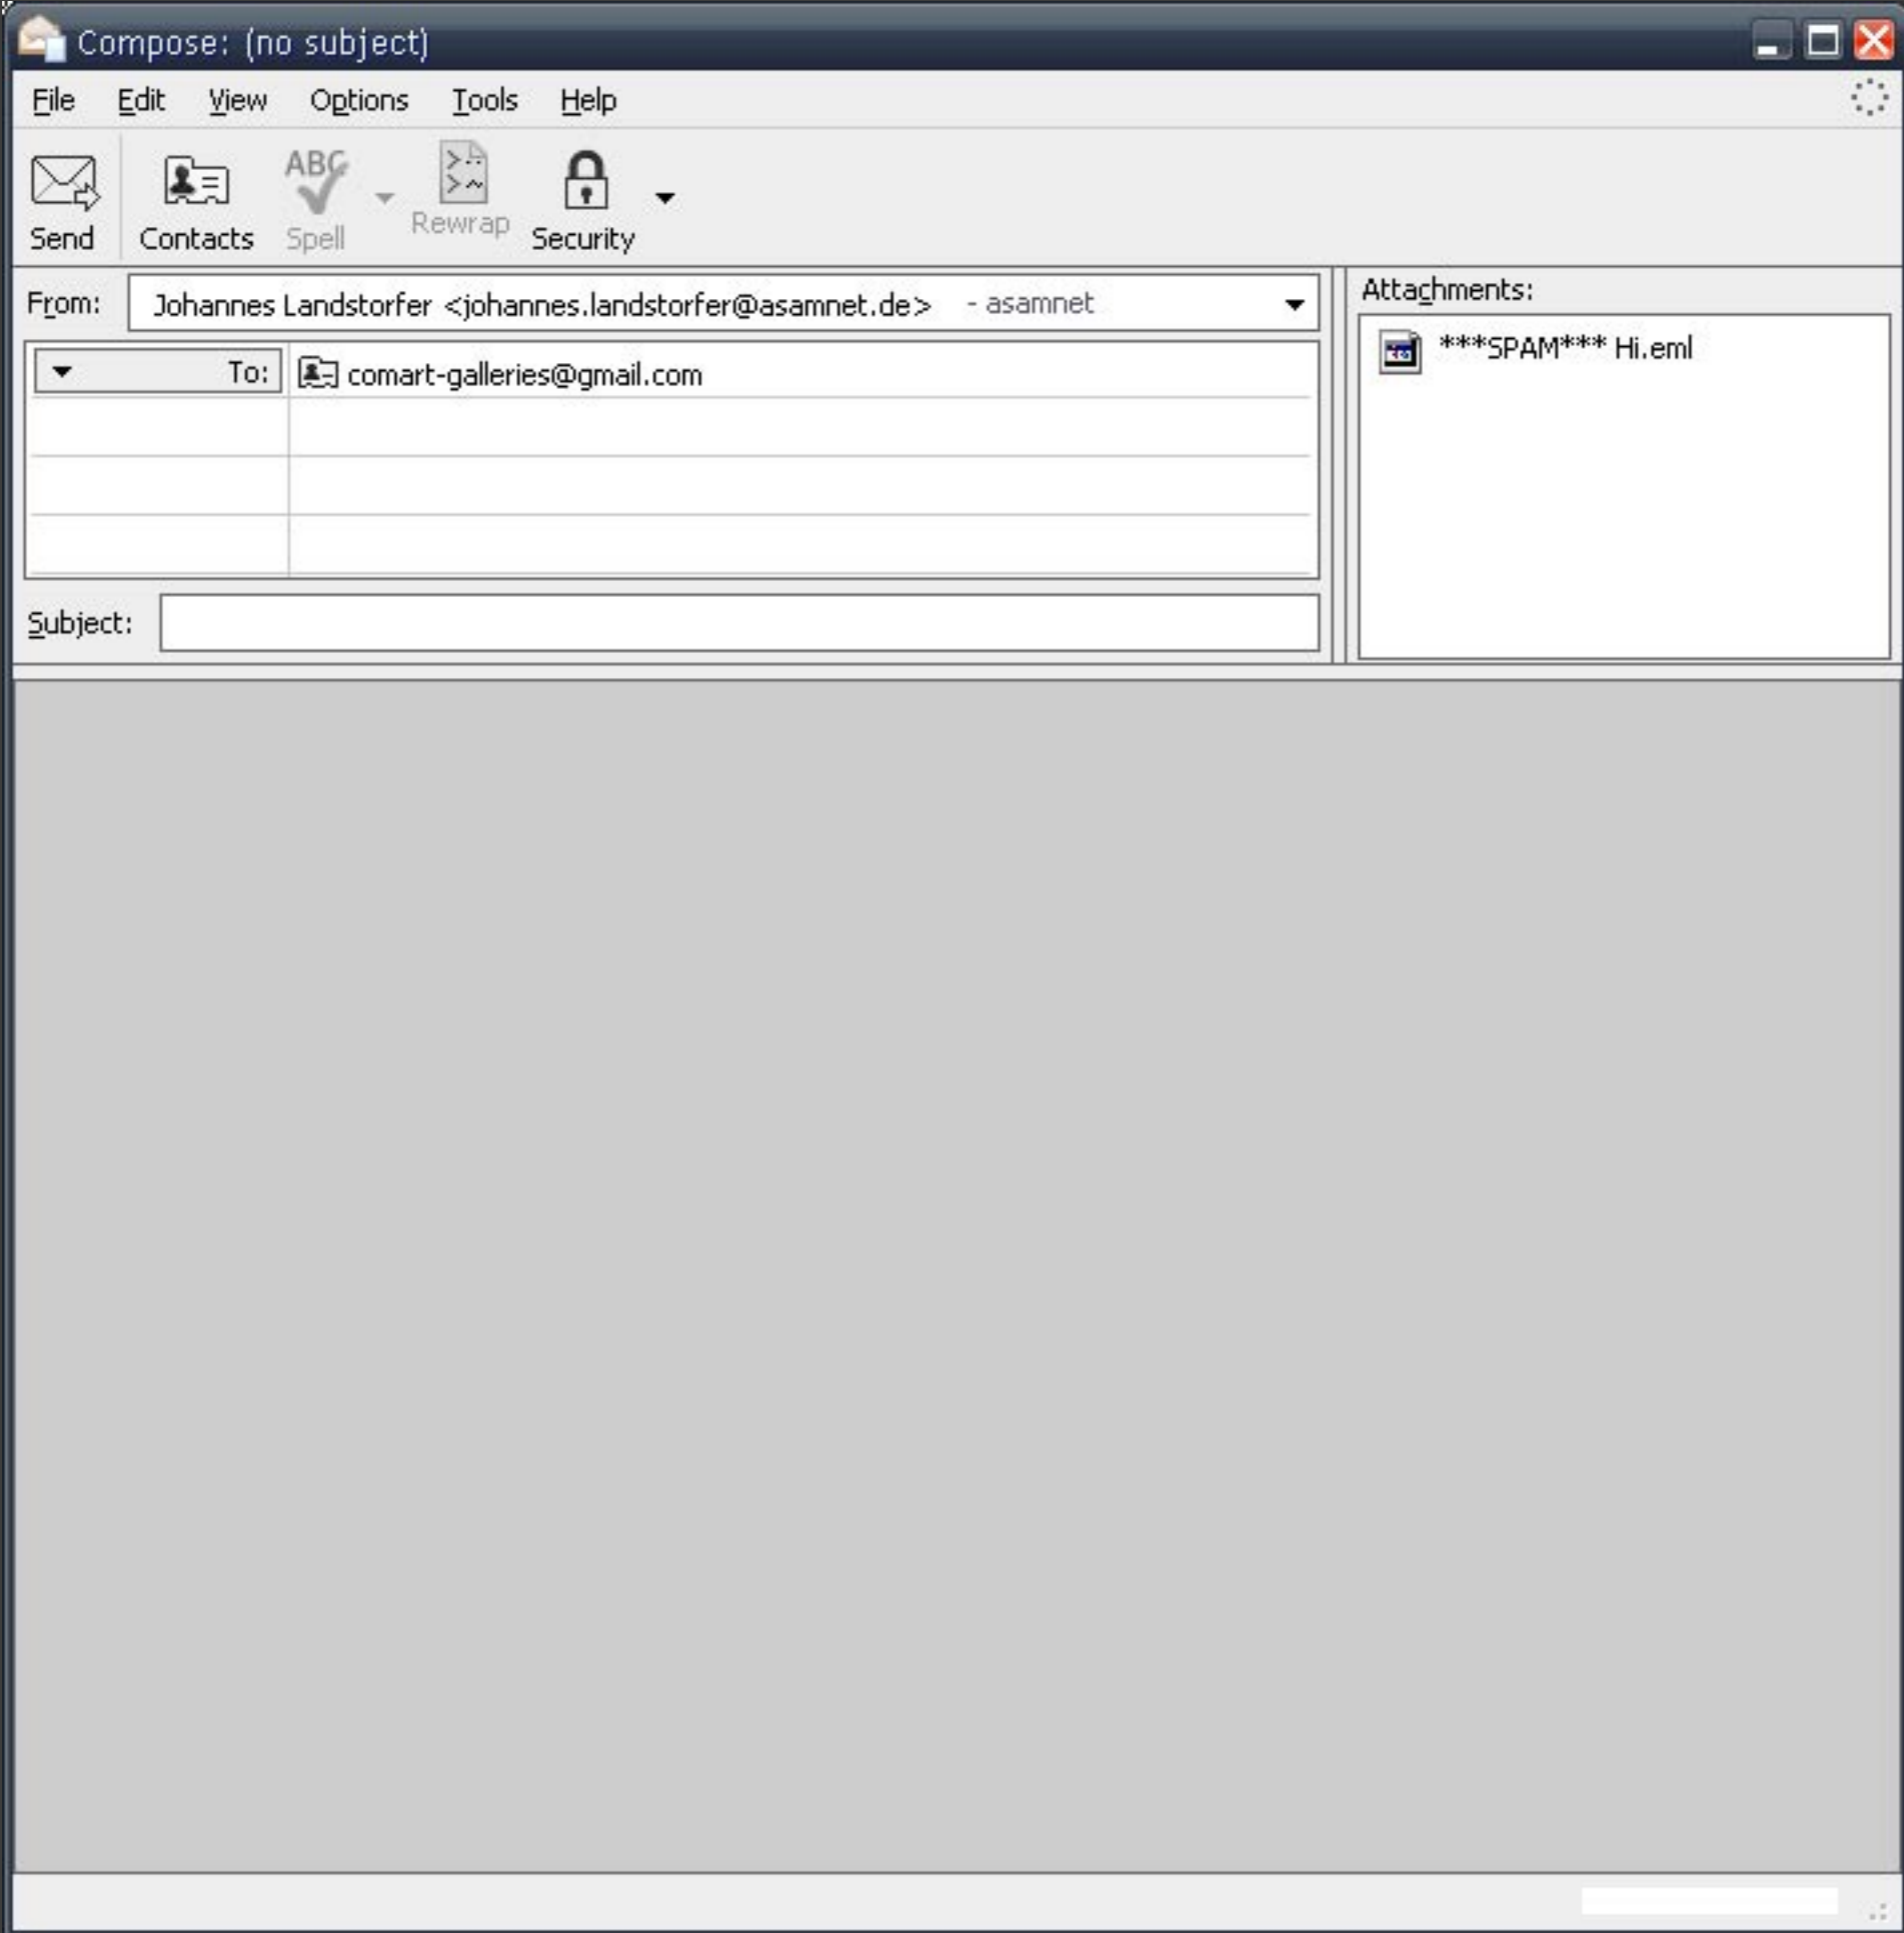 Compose: (no subject)
File Edit View Options Tools Help
ABC
Send Contacts Spell Rewrap Security
From: Johannes Landstorfer <johannes.landstorfer@asamnet.de> - asamnet
Attachments:
To: comart-galleries@gmail.com
***SPAM*** Hi.eml
Subject: